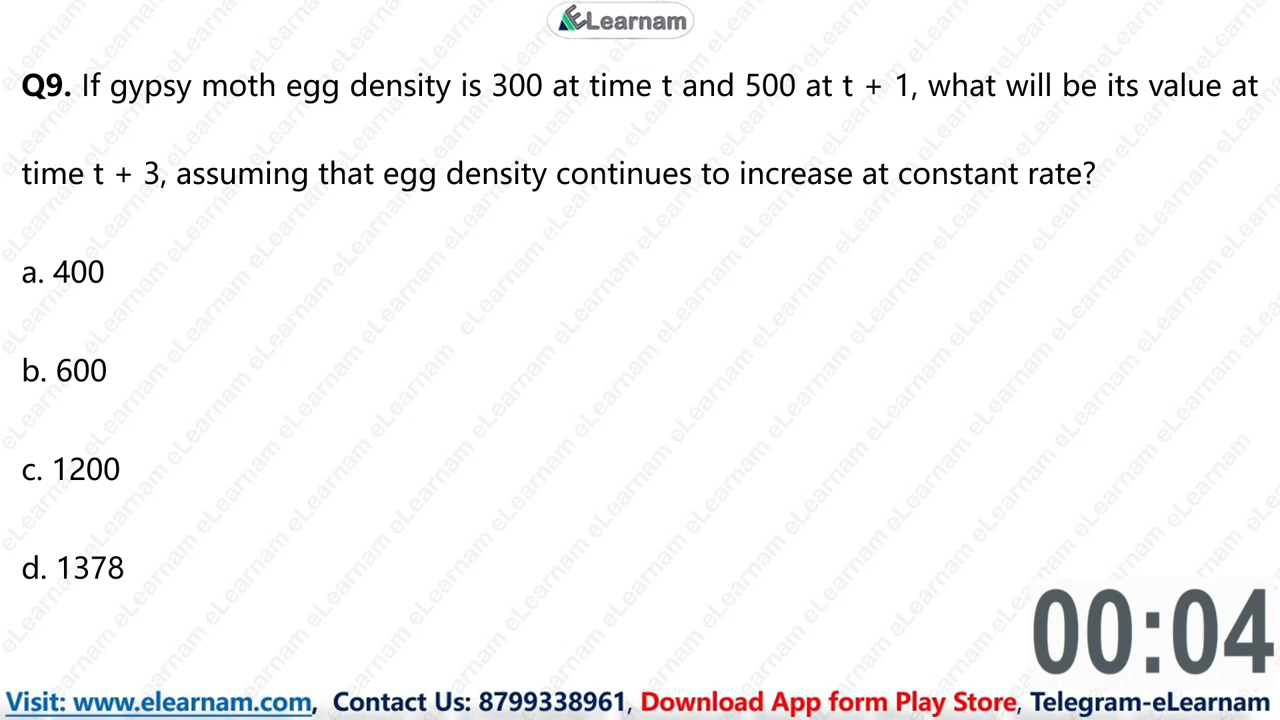 eLearnam
Q9. If gypsy moth egg density is 300 at time t and 500 at t + 1, what will be its value at
time t + 3, assuming that egg density continues to increase at constant rate?
a. 400
b. 600
c. 1200
d. 1378
00:04
Visit: www.elearnam.com, Contact Us: 8799338961, Download App form Play Store, Telegram-eLearnam